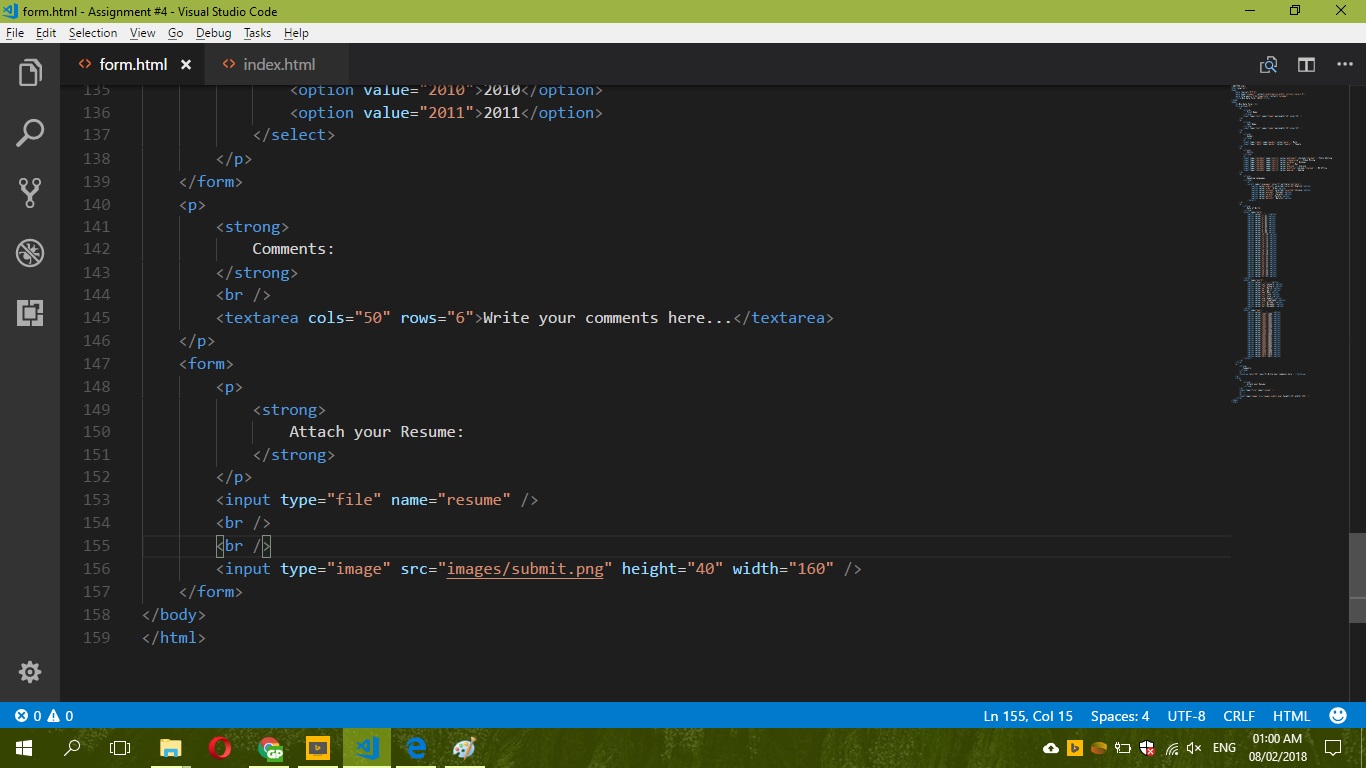 form.html - Assignment #4 - Visual Studio Code
File Edit Selection View Go Debug Tasks Help
form.html index.html
135 <option value="2010">2010</option>
136 <option value="2011">2011</option>
137 </select>
138 </p>
139 </form>
140 <p>
141 <strong>
142 Comments:
143 </strong>
144 <br />
145 <textarea cols="50" rows="6">Write your comments here...</textarea>
146 </p>
147 <form>
148 <p>
149 <strong>
150 Attach your Resume:
151 </strong>
152 </p>
153 <input type="file" name="resume" />
154 <br />
155 <br />
156 <input type="image" src="images/submit.png" height="40" width="160" />
157 </form>
158 </body>
159 </html>
0 0 Ln 155, Col 15 Spaces: 4 UTF-8 CRLF HTML
GP b b ENG 01:00 AM
08/02/2018